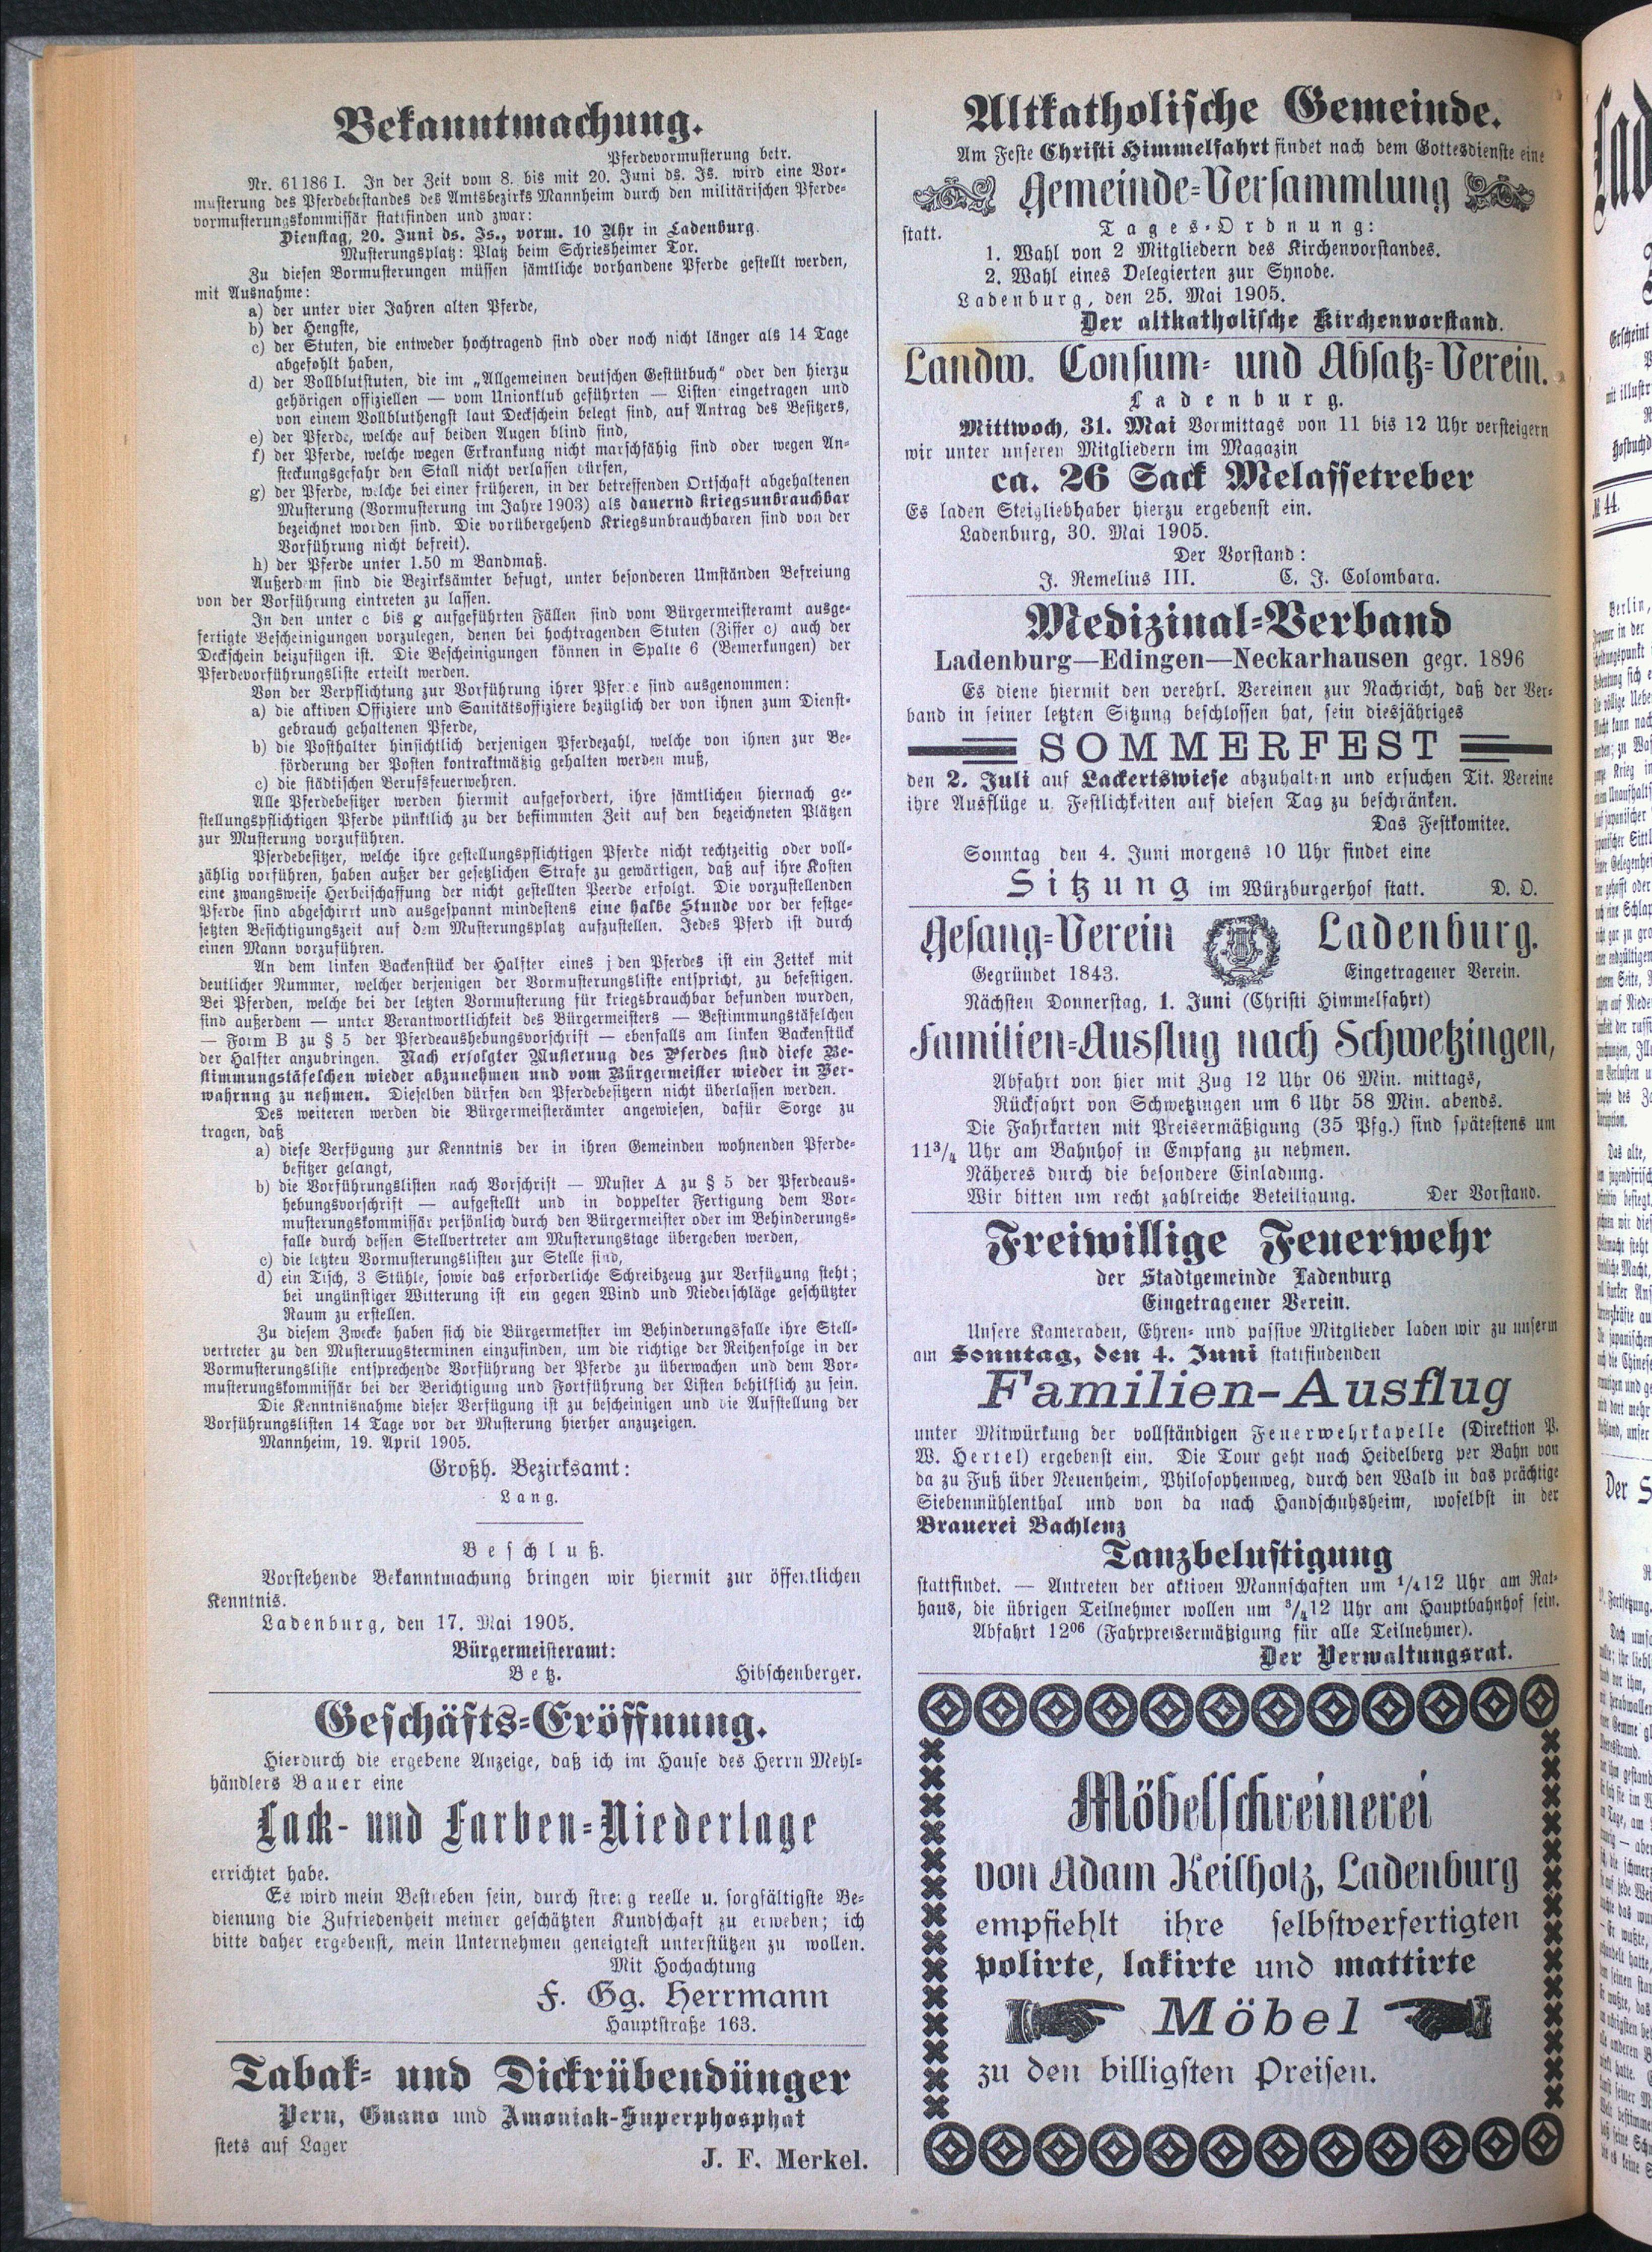 Bekanntmachung.
Pferdevormusterung betr.
Nr. 61186 I. In der Zeit vom 8. bis mit 20. Juni ds. Js. wird eine Vor-
musterung des Pferdebestandes des Amtsbezirks Mannheim durch den militärischen Pferde-
vormusterungskommissär stattfinden und zwar:
Dienstag, 20. Juni ds. Js., vorm. 10 Uhr in Ladenburg.
Musterungsplatz: Platz beim Schriesheimer Tor.
Zu diesen Vormusterungen müssen sämtliche vorhandene Pferde gestellt werden,
mit Ausnahme:
a) der unter vier Jahren alten Pferde,
b) der Hengste,
c) der Stuten, die entweder hochtragend sind oder noch nicht länger als 14 Tage
abgefohlt haben,
d) der Vollblutstuten, die im „Allgemeinen deutschen Gestütbuch“ oder den hierzu
gehörigen offiziellen — vom Unionklub geführten — Listen eingetragen und
von einem Vollbluthengst laut Deckschein belegt sind, auf Antrag des Besitzers,
e) der Pferde, welche auf beiden Augen blind sind,
f) der Pferde, welche wegen Erkrankung nicht marschfähig sind oder wegen An-
steckungsgefahr den Stall nicht verlassen dürfen,
g) der Pferde, welche bei einer früheren, in der betreffenden Ortschaft abgehaltenen
Musterung (Vormusterung im Jahre 1903) als dauernd kriegsunbrauchbar
bezeichnet worden sind. Die vorübergehend Kriegsunbrauchbaren sind von der
Vorführung nicht befreit).
h) der Pferde unter 1.50 m Bandmaß.
Außerdem sind die Bezirksämter befugt, unter besonderen Umständen Befreiung
von der Vorführung eintreten zu lassen.
In den unter c bis g aufgeführten Fällen sind vom Bürgermeisteramt ausge-
fertigte Bescheinigungen vorzulegen, denen bei hochtragenden Stuten (Ziffer c) auch der
Deckschein beizufügen ist. Die Bescheinigungen können in Spalte 6 (Bemerkungen) der
Pferdevorführungsliste erteilt werden.
Von der Verpflichtung zur Vorführung ihrer Pferde sind ausgenommen:
a) die aktiven Offiziere und Sanitätsoffiziere bezüglich der von ihnen zum Dienst-
gebrauch gehaltenen Pferde,
b) die Posthalter hinsichtlich derjenigen Pferdezahl, welche von ihnen zur Be-
förderung der Posten kontraktmäßig gehalten werden muß,
c) die städtischen Berufsfeuerwehren.
Alle Pferdebesitzer werden hiermit aufgefordert, ihre sämtlichen hiernach ge-
stellungspflichtigen Pferde pünktlich zu der bestimmten Zeit auf den bezeichneten Plätzen
zur Musterung vorzuführen.
Pferdebesitzer, welche ihre gestellungspflichtigen Pferde nicht rechtzeitig oder voll-
zählig vorführen, haben außer der gesetzlichen Strafe zu gewärtigen, daß auf ihre Kosten
eine zwangsweise Herbeischaffung der nicht gestellten Peerde erfolgt. Die vorzustellenden
Pferde sind abgeschirrt und ausgespannt mindestens eine halbe Stunde vor der festge-
setzten Besichtigungszeit auf dem Musterungsplatz aufzustellen. Jedes Pferd ist durch
einen Mann vorzuführen.
An dem linken Backenstück der Halfter eines jeden Pferdes ist ein Zettel mit
deutlicher Nummer, welcher derjenigen der Vormusterungsliste entspricht, zu befestigen.
Bei Pferden, welche bei der letzten Vormusterung für kriegsbrauchbar befunden wurden,
sind außerdem — unter Verantwortlichkeit des Bürgermeisters — Bestimmungstäfelchen
— Form B zu § 5 der Pferdeaushebungsvorschrift — ebenfalls am linken Backenstück
der Halfter anzubringen. Nach erfolgter Musterung des Pferdes sind diese Be-
stimmungstäfelchen wieder abzunehmen und vom Bürgermeister wieder in Ver-
wahrung zu nehmen. Dieselben dürfen den Pferdebesitzern nicht überlassen werden.
Des weiteren werden die Bürgermeisterämter angewiesen, dafür Sorge zu
tragen, daß
a) diese Verfügung zur Kenntnis der in ihren Gemeinden wohnenden Pferde-
besitzer gelangt,
b) die Vorführungslisten nach Vorschrift — Muster A zu § 5 der Pferdeaus-
hebungsvorschrift — aufgestellt und in doppelter Fertigung dem Vor-
musterungskommissär persönlich durch den Bürgermeister oder im Behinderungs-
falle durch dessen Stellvertreter am Musterungstage übergeben werden,
c) die letzten Vormusterungslisten zur Stelle sind,
d) ein Tisch, 3 Stühle, sowie das erforderliche Schreibzeug zur Verfügung steht;
bei ungünstiger Witterung ist ein gegen Wind und Niederschläge geschützter
Raum zu erstellen.
Zu diesem Zwecke haben sich die Bürgermetster im Behinderungsfalle ihre Stell-
vertreter zu den Musteruugsterminen einzufinden, um die richtige der Reihenfolge in der
Vormusterungsliste entsprechende Vorführung der Pferde zu überwachen und dem Vor-
musterungskommissär bei der Berichtigung und Fortführung der Listen behilflich zu sein.
Die Kenntnisnahme dieser Verfügung ist zu bescheinigen und die Aufstellung der
Vorführungslisten 14 Tage vor der Musterung hierher anzuzeigen.
Mannheim, 19. April 1905.
Großh. Bezirksamt:
Lang.
Beschluß.
Vorstehende Bekanntmachung bringen wir hiermit zur öffentlichen
Kenntnis.
Ladenburg, den 17. Mai 1905.
Bürgermeisteramt:
Betz. Hibschenberger.
Geschäfts-Eröffnung.
Hierdurch die ergebene Anzeige, daß ich im Hause des Herrn Mehl-
händlers Bauer eine
Lack- und Farben-Niederlage
errichtet habe.
Es wird mein Bestreben sein, durch streng reelle u. sorgfältigste Be-
dienung die Zufriedenheit meiner geschätzten Kundschaft zu erweben; ich
bitte daher ergebenst, mein Unternehmen geneigtest unterstützen zu wollen.
Mit Hochachtung
F. Gg. Herrmann
Hauptstraße 163.
Tabak- und Dickrübendünger
Peru, Guano und Amoniak-Superphosphat
stets auf Lager
J. F. Merkel.
Altkatholische Gemeinde.
Am Feste Christi Himmelfahrt findet nach dem Gottesdienste eine
Gemeinde-Versammlung
statt. Tages-Ordnung:
1. Wahl von 2 Mitgliedern des Kirchenvorstandes.
2. Wahl eines Delegierten zur Synode.
Ladenburg, den 25. Mai 1905.
Der altkatholische Kirchenvorstand.
Landw. Consum- und Absatz-Verein.
Ladenburg.
Mittwoch, 31. Mai Vormittags von 11 bis 12 Uhr versteigern
wir unter unseren Mitgliedern im Magazin
ca. 26 Sack Melassetreber
Es laden Steigliebhaber hierzu ergebenst ein.
Ladenburg, 30. Mai 1905.
Der Vorstand:
J. Remelius III. C. J. Colombara.
Medizinal-Verband
Ladenburg—Edingen—Neckarhausen gegr. 1896
Es diene hiermit den verehrl. Vereinen zur Nachricht, daß der Ver-
band in seiner letzten Sitzung beschlossen hat, sein diesjähriges
SOMMERFEST
den 2. Juli auf Lackertswiese abzuhalten und ersuchen Tit. Vereine
ihre Ausflüge u. Festlichkeiten auf diesen Tag zu beschränken.
Das Festkomitee.
Sonntag den 4. Juni morgens 10 Uhr findet eine
Sitzung im Würzburgerhof statt. D. O.
Gesang-Verein Ladenburg.
Gegründet 1843. Eingetragener Verein.
Nächsten Donnerstag, 1. Juni (Christi Himmelfahrt)
Familien-Ausflug nach Schwetzingen,
Abfahrt von hier mit Zug 12 Uhr 06 Min. mittags,
Rückfahrt von Schwetzingen um 6 Uhr 58 Min. abends.
Die Fahrkarten mit Preisermäßigung (35 Pfg.) sind spätestens um
11¾ Uhr am Bahnhof in Empfang zu nehmen.
Näheres durch die besondere Einladung.
Wir bitten um recht zahlreiche Beteiligung. Der Vorstand.
Freiwillige Feuerwehr
der Stadtgemeinde Ladenburg
Eingetragener Verein.
Unsere Kameraden, Ehren- und passive Mitglieder laden wir zu unserm
am Sonntag, den 4. Juni stattfindenden
Familien-Ausflug
unter Mitwürkung der vollständigen Feuerwehrkapelle (Direktion P.
W. Hertel) ergebenst ein. Die Tour geht nach Heidelberg per Bahn von
da zu Fuß über Neuenheim, Philosophenweg, durch den Wald in das prächtige
Siebenmühlenthal und von da nach Handschuhsheim, woselbst in der
Brauerei Bachlenz
Tanzbelustigung
stattfindet. — Antreten der aktiven Mannschaften um ¼12 Uhr am Rat-
haus, die übrigen Teilnehmer wollen um ¾12 Uhr am Hauptbahnhof sein.
Abfahrt 12⁰⁶ (Fahrpreisermäßigung für alle Teilnehmer).
Der Verwaltungsrat.
Möbelschreinerei
von Adam Keilholz, Ladenburg
empfiehlt ihre selbstverfertigten
polirte, lakirte und mattirte
Möbel
zu den billigsten Preisen.
№ 44.